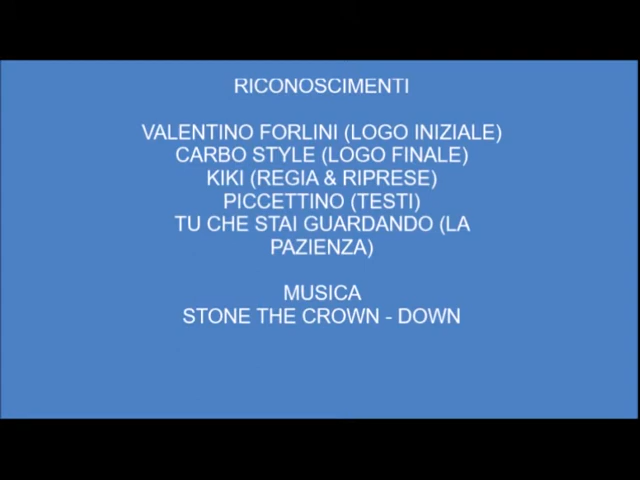 RICONOSCIMENTI
VALENTINO FORLINI (LOGO INIZIALE)
CARBO STYLE (LOGO FINALE)
KIKI (REGIA & RIPRESE)
PICCETTINO (TESTI)
TU CHE STAI GUARDANDO (LA
PAZIENZA)
MUSICA
STONE THE CROWN - DOWN